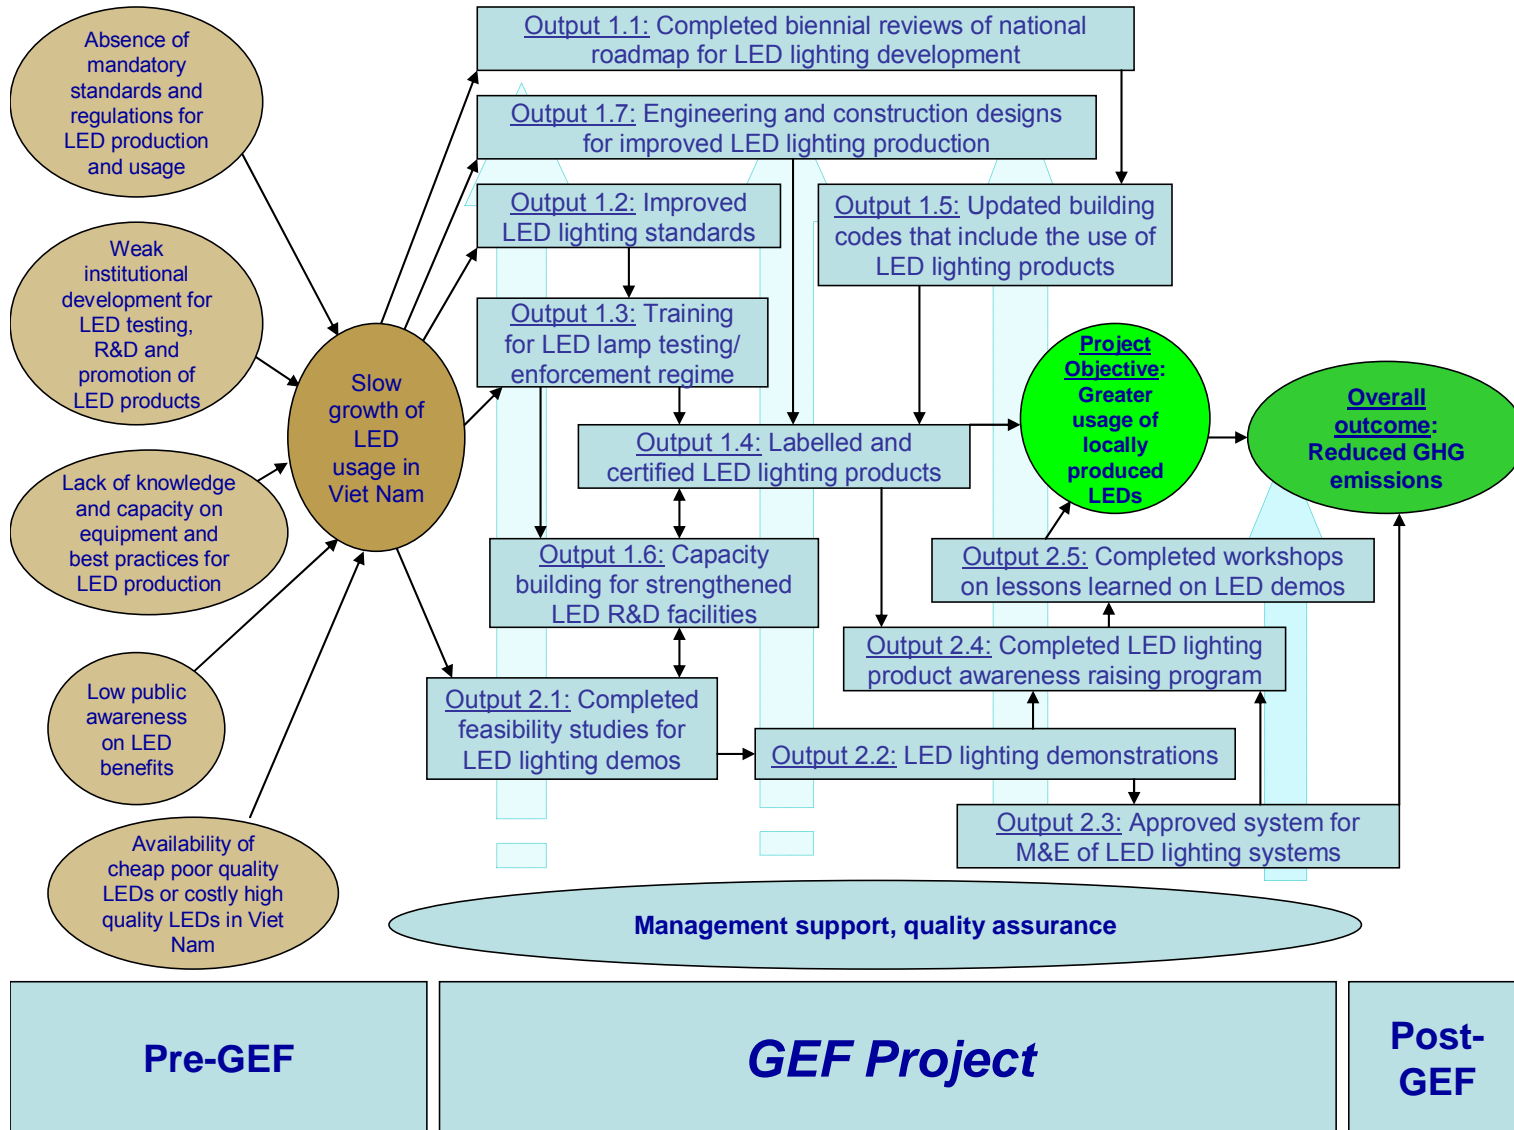 Absence of
mandatory
standards and
regulations for
LED production
and usage
Weak
institutional
development for
LED testing,
R&D and
promotion of
LED products
Lack of knowledge
and capacity on
equipment and
best practices for
LED production
Low public
awareness
on LED
benefits
Availability of
cheap poor quality
LEDs or costly high
quality LEDs in Viet
Nam
Slow
growth of
LED
usage in
Viet Nam
Output 1.1: Completed biennial reviews of national
roadmap for LED lighting development
Output 1.7: Engineering and construction designs
for improved LED lighting production
Output 1.2: Improved
LED lighting standards
Output 1.5: Updated building
codes that include the use of
LED lighting products
Output 1.3: Training
for LED lamp testing/
enforcement regime
Output 1.4: Labelled and
certified LED lighting products
Output 1.6: Capacity
building for strengthened
LED R&D facilities
Output 2.1: Completed
feasibility studies for
LED lighting demos
Output 2.2: LED lighting demonstrations
Output 2.3: Approved system for
M&E of LED lighting systems
Output 2.4: Completed LED lighting
product awareness raising program
Output 2.5: Completed workshops
on lessons learned on LED demos
Project
Objective:
Greater
usage of
locally
produced
LEDs
Overall
outcome:
Reduced GHG
emissions
Management support, quality assurance
Pre-GEF
GEF Project
Post-
GEF